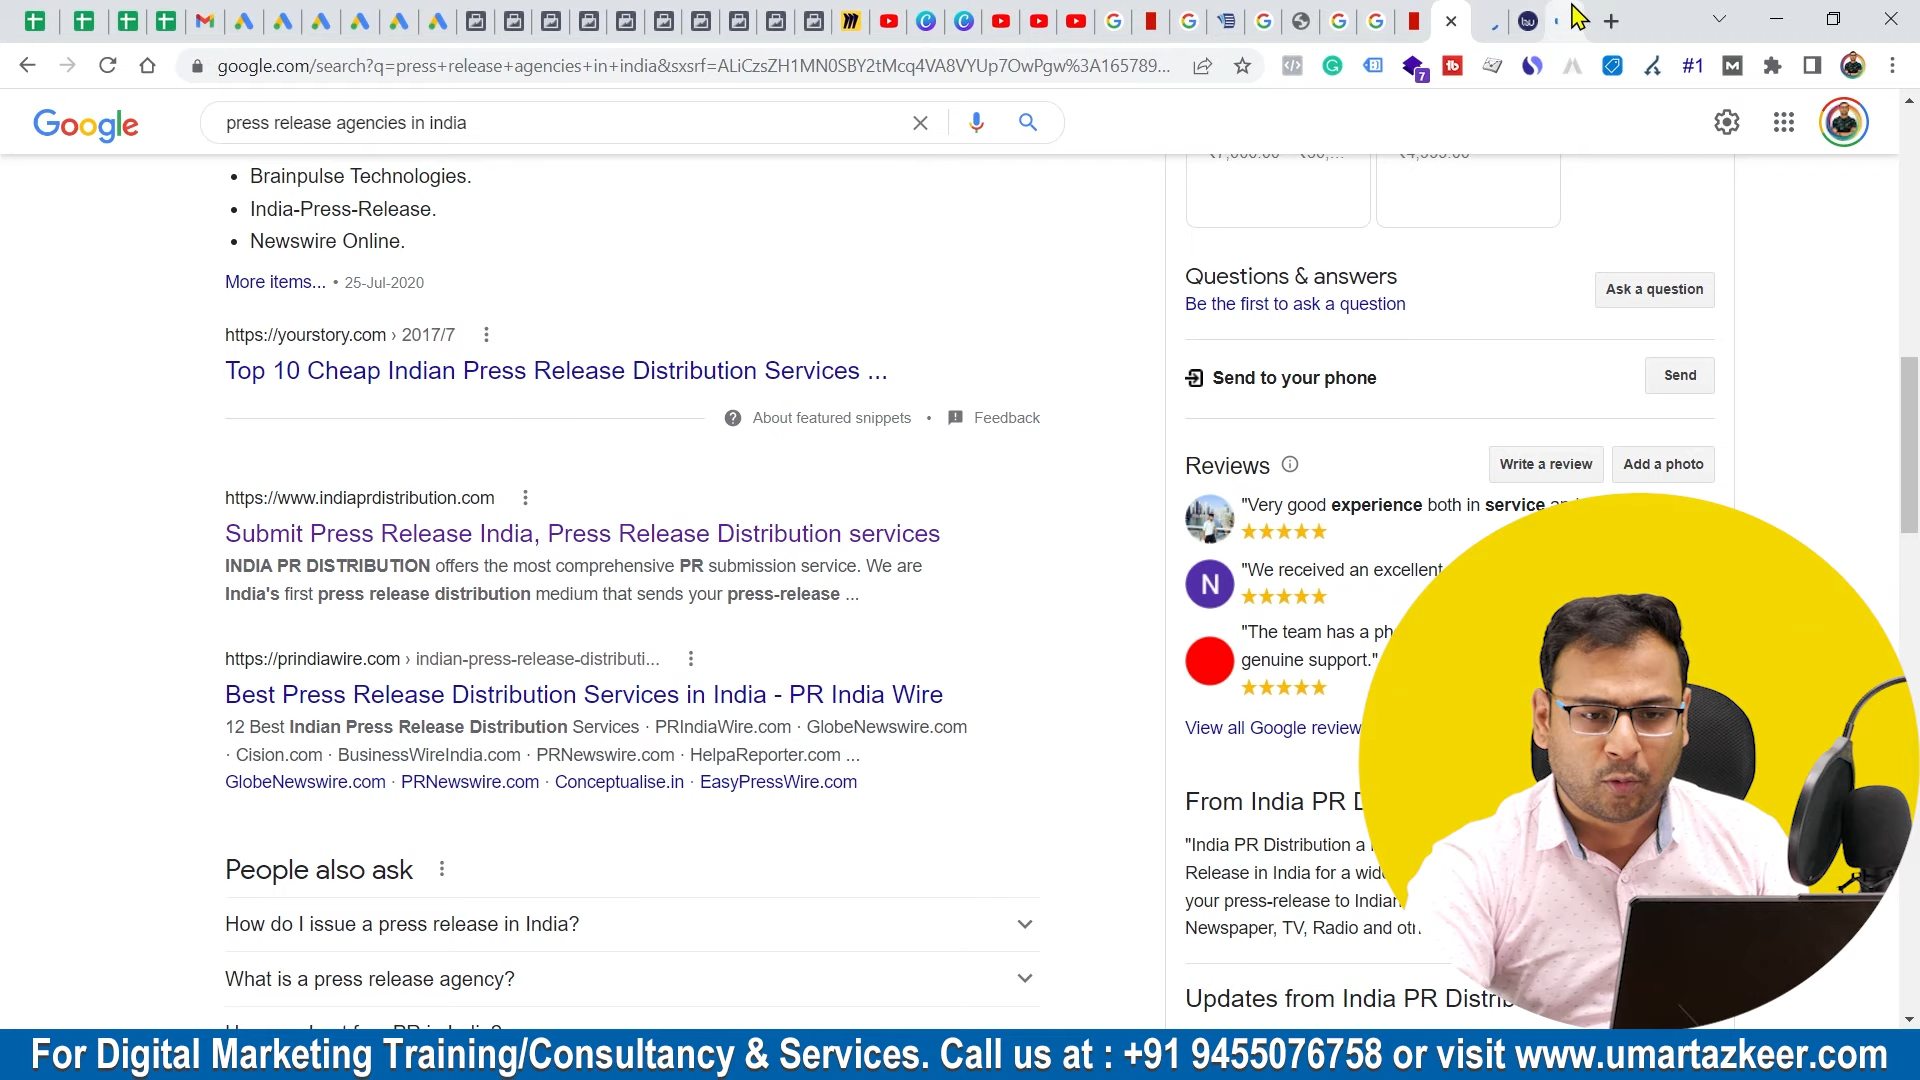 google.com/search?q=press+release+agencies+in+india&sxsrf=ALiCzsZH1MN0SBY2tMcq4VA8VYUp7OwPgw%3A165789...
7
#1
Google
press release agencies in india
Brainpulse Technologies.
India-Press-Release.
Newswire Online.
More items... • 25-Jul-2020
https://yourstory.com › 2017/7
Top 10 Cheap Indian Press Release Distribution Services ...
About featured snippets • Feedback
https://www.indiaprdistribution.com
Submit Press Release India, Press Release Distribution services
INDIA PR DISTRIBUTION offers the most comprehensive PR submission service. We are
India's first press release distribution medium that sends your press-release ...
https://prindiawire.com › indian-press-release-distributi...
Best Press Release Distribution Services in India - PR India Wire
12 Best Indian Press Release Distribution Services · PRIndiaWire.com · GlobeNewswire.com
· Cision.com · BusinessWireIndia.com · PRNewswire.com · HelpaReporter.com ...
GlobeNewswire.com · PRNewswire.com · Conceptualise.in · EasyPressWire.com
People also ask
How do I issue a press release in India?
What is a press release agency?
Questions & answers
Be the first to ask a question
Ask a question
Send to your phone
Send
Reviews
Write a review
Add a photo
"Very good experience both in service
N
"We received an excellent
"The team has a
genuine support."
View all Google review
From India PR
"India PR Distribution a
Release in India for a
your press-release to Indian
Newspaper, TV, Radio and
Updates from India PR
For Digital Marketing Training/Consultancy & Services. Call us at : +91 9455076758 or visit www.umartazkeer.com